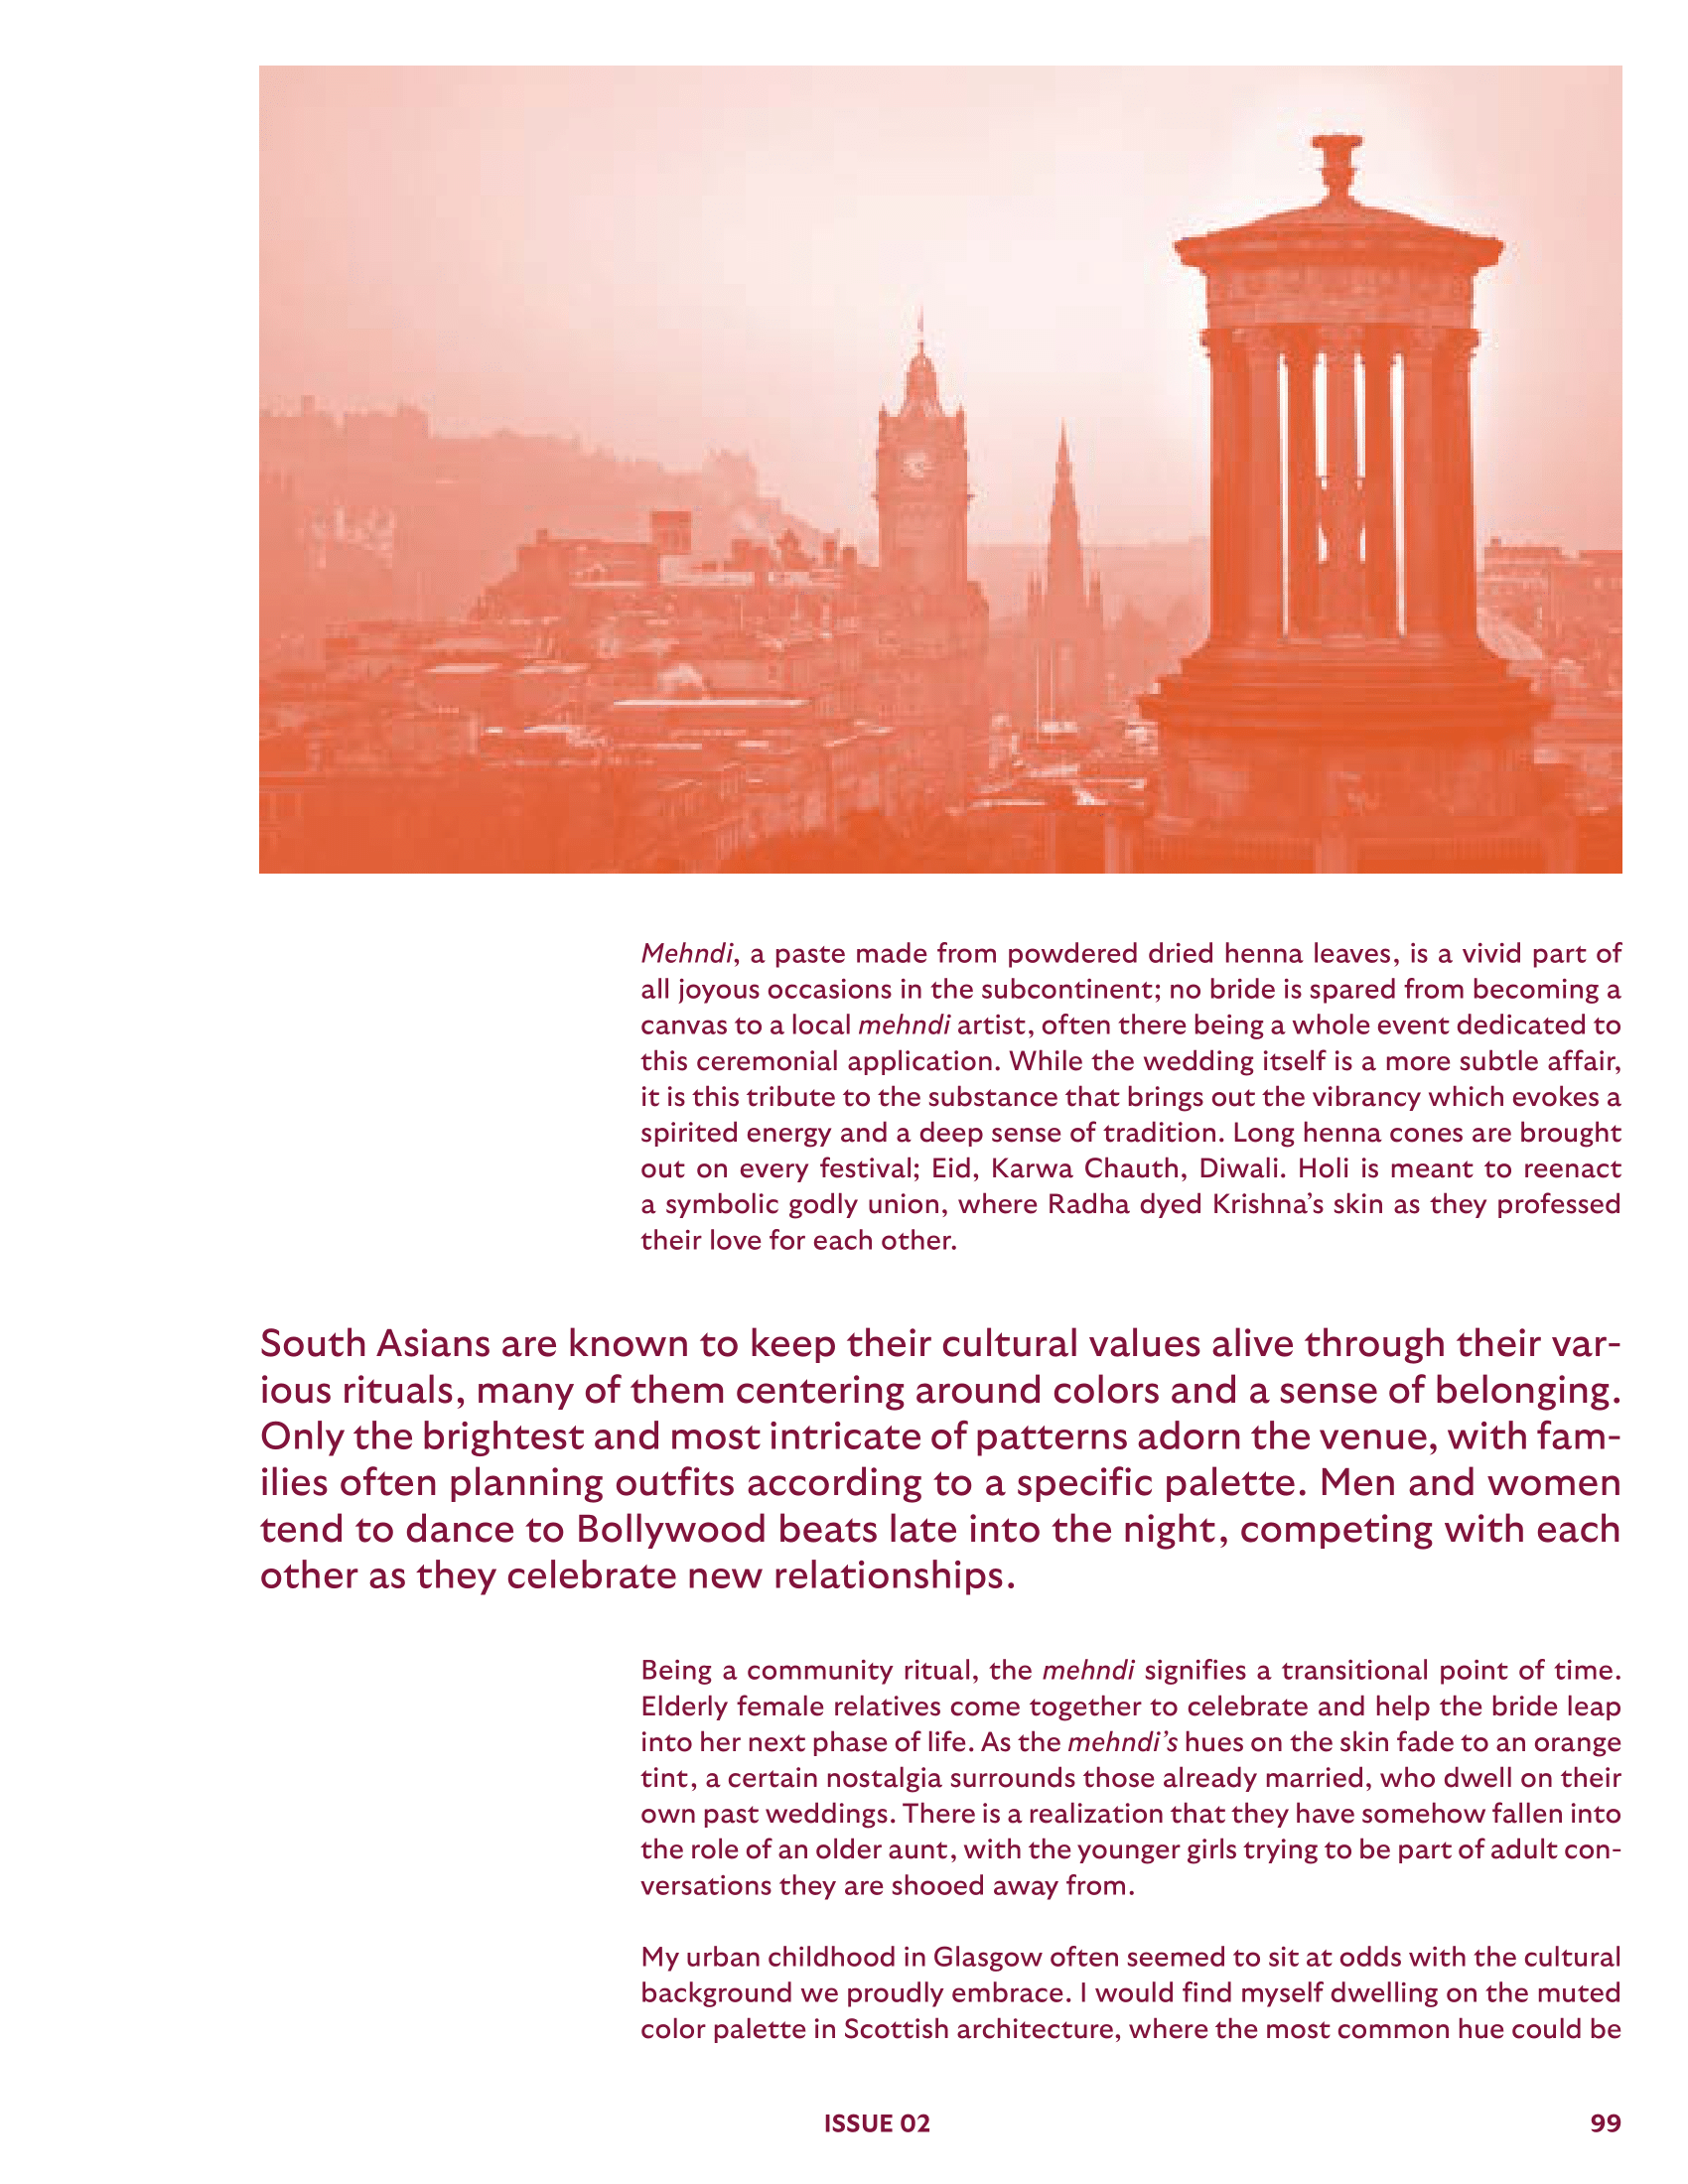 Mehndi, a paste made from powdered dried henna leaves, is a vivid part of
all joyous occasions in the subcontinent; no bride is spared from becoming a
canvas to a local mehndi artist, often there being a whole event dedicated to
this ceremonial application. While the wedding itself is a more subtle affair,
it is this tribute to the substance that brings out the vibrancy which evokes a
spirited energy and a deep sense of tradition. Long henna cones are brought
out on every festival; Eid, Karwa Chauth, Diwali. Holi is meant to reenact
a symbolic godly union, where Radha dyed Krishna’s skin as they professed
their love for each other.
South Asians are known to keep their cultural values alive through their var-
ious rituals, many of them centering around colors and a sense of belonging.
Only the brightest and most intricate of patterns adorn the venue, with fam-
ilies often planning outfits according to a specific palette. Men and women
tend to dance to Bollywood beats late into the night, competing with each
other as they celebrate new relationships.
Being a community ritual, the mehndi signifies a transitional point of time.
Elderly female relatives come together to celebrate and help the bride leap
into her next phase of life. As the mehndi’s hues on the skin fade to an orange
tint, a certain nostalgia surrounds those already married, who dwell on their
own past weddings. There is a realization that they have somehow fallen into
the role of an older aunt, with the younger girls trying to be part of adult con-
versations they are shooed away from.
My urban childhood in Glasgow often seemed to sit at odds with the cultural
background we proudly embrace. I would find myself dwelling on the muted
color palette in Scottish architecture, where the most common hue could be
ISSUE 02
99